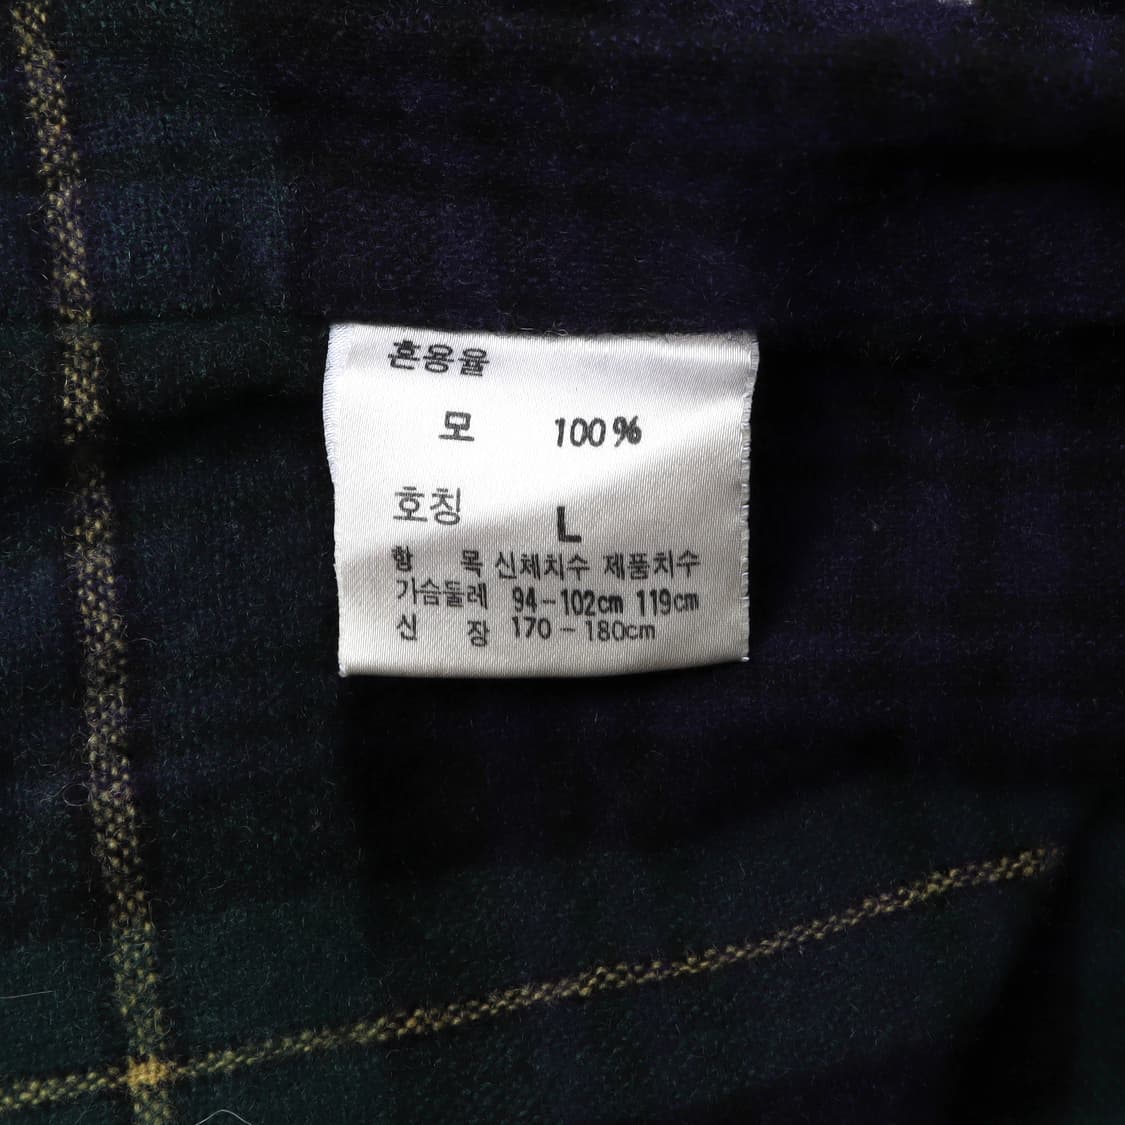 혼용율
모 100%
호칭 L
항 목 신체치수 제품치수
가슴둘레 94-102cm 119cm
신 장 170-180cm